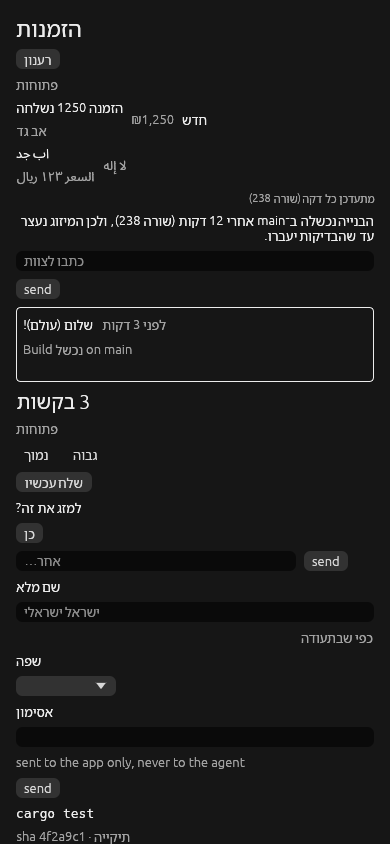 הזמנות
רענון
פתוחות
הזמנה 1250 נשלחה
₪1,250
חדש
אב גד
اب جد
لا إله
السعر ١٢٣ ريال
מתעדכן כל דקה (שורה 238)
הבנייה נכשלה ב־main אחרי 12 דקות (שורה 238), ולכן המיזוג נעצר
עד שהבדיקות יעברו.
כתבו לצוות
send
שלום (עולם)!
לפני 3 דקות
Build נכשל on main
3 בקשות
פתוחות
נמוך
גבוה
שלח עכשיו
למזג את זה?
כן
אחר…
send
שם מלא
ישראל ישראלי
כפי שבתעודה
שפה
אסימון
sent to the app only, never to the agent
send
cargo test
sha 4f2a9c1 · תיקייה